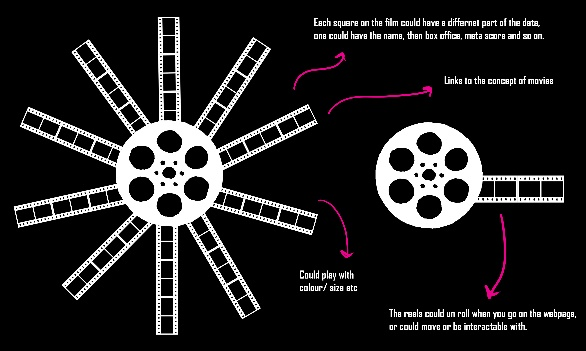 Each square on the film could have a differnet part of the data,
one could have the name, then box office, meta score and so on.
Links to the concept of movies
Could play with
colour/ size etc
The reels could un roll when you go on the webpage,
or could move or be interactable with.